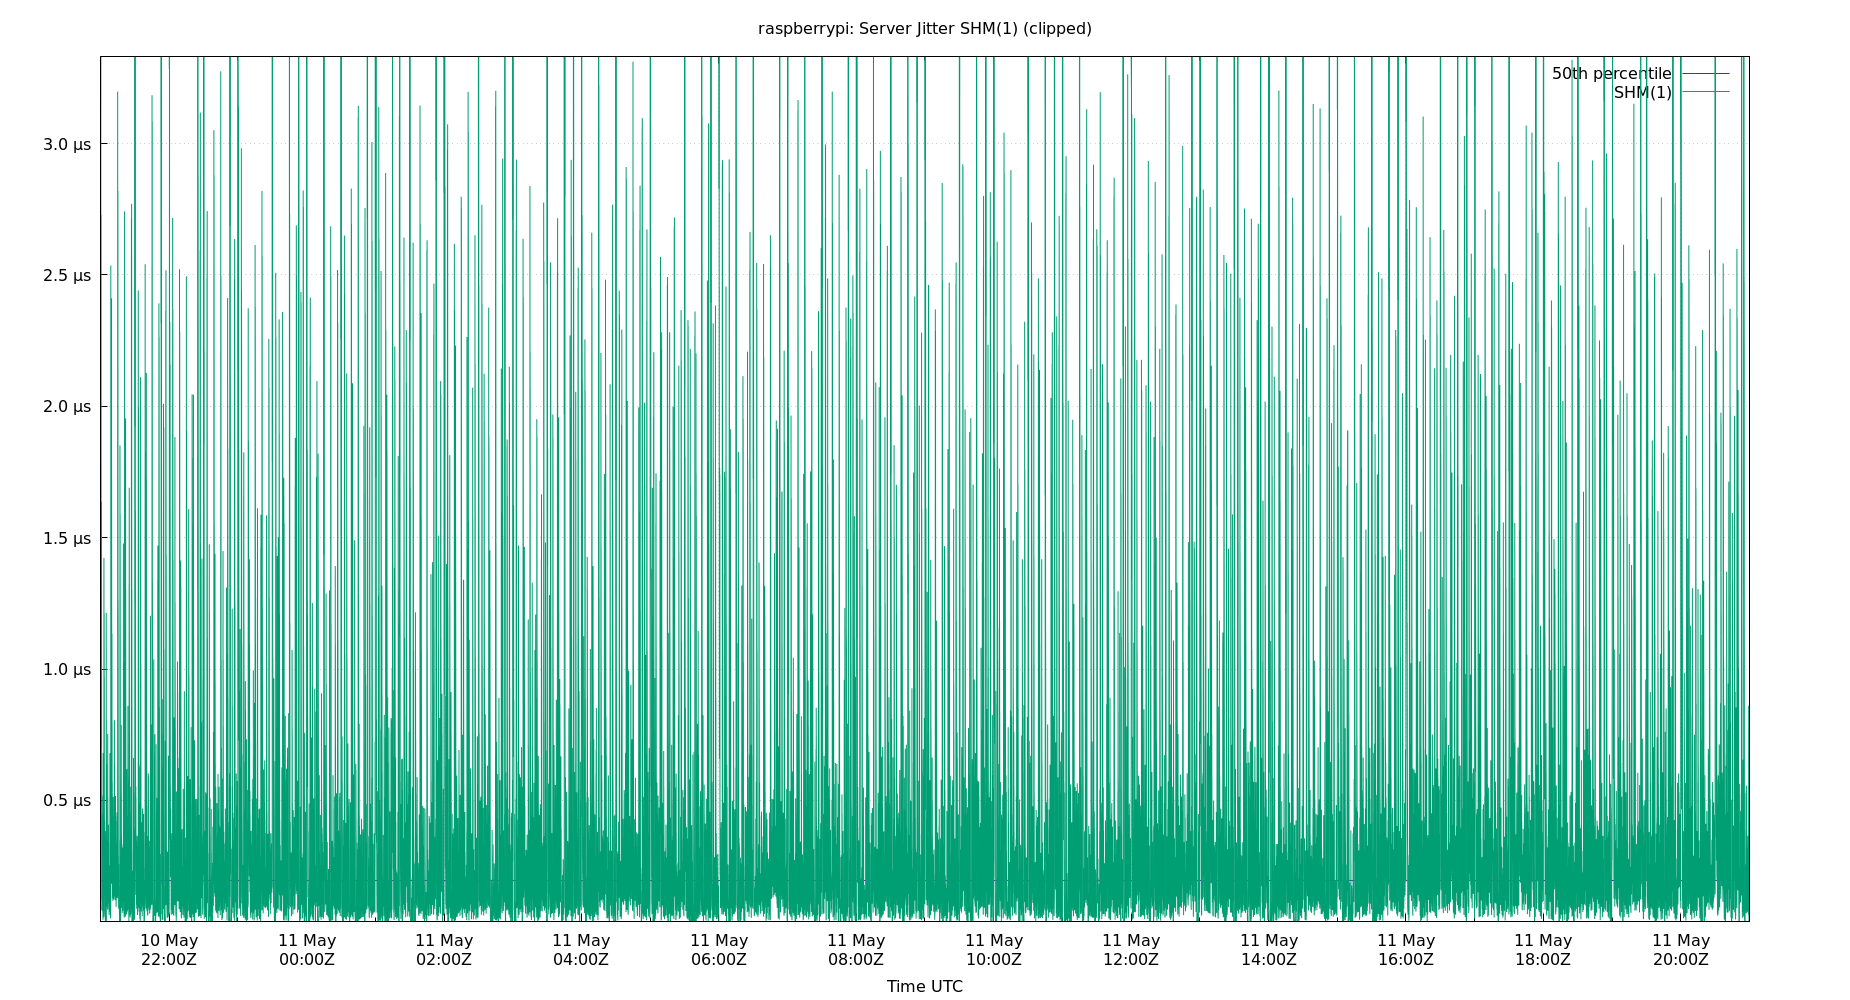 raspberrypi: Server Jitter SHM(1) (clipped)
50th percentile
SHM(1)
3.0 µs
2.5 µs
2.0 µs
1.5 µs
1.0 µs
0.5 µs
10 May 11 May 11 May 11 May 11 May 11 May 11 May 11 May 11 May 11 May 11 May 11 May
22:00Z 00:00Z 02:00Z 04:00Z 06:00Z 08:00Z 10:00Z 12:00Z 14:00Z 16:00Z 18:00Z 20:00Z
Time UTC